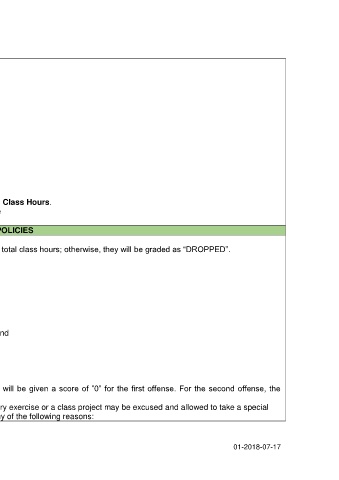 Class Hours.
POLICIES
total class hours; otherwise, they will be graded as “DROPPED”.
will be given a score of ”0” for the first offense. For the second offense, the
exercise or a class project may be excused and allowed to take a special
of the following reasons:
01-2018-07-17